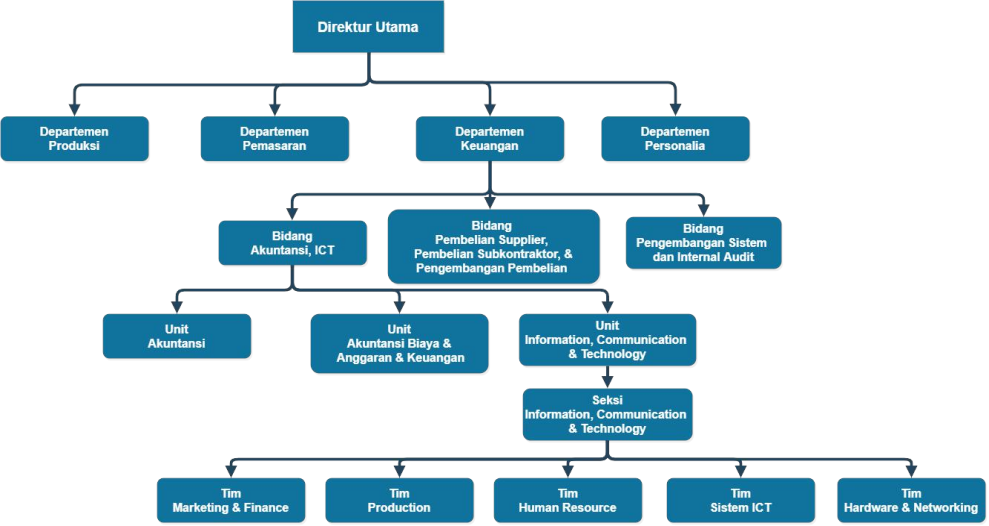 Direktur Utama
Departemen
Produksi
Departemen
Pemasaran
Departemen
Keuangan
Departemen
Personalia
Bidang
Akuntansi, ICT
Bidang
Pembelian Supplier,
Pembelian Subkontraktor, &
Pengembangan Pembelian
Bidang
Pengembangan Sistem
dan Internal Audit
Unit
Akuntansi
Unit
Akuntansi Biaya &
Anggaran & Keuangan
Unit
Information, Communication
& Technology
Seksi
Information, Communication
& Technology
Tim
Marketing & Finance
Tim
Production
Tim
Human Resource
Tim
Sistem ICT
Tim
Hardware & Networking